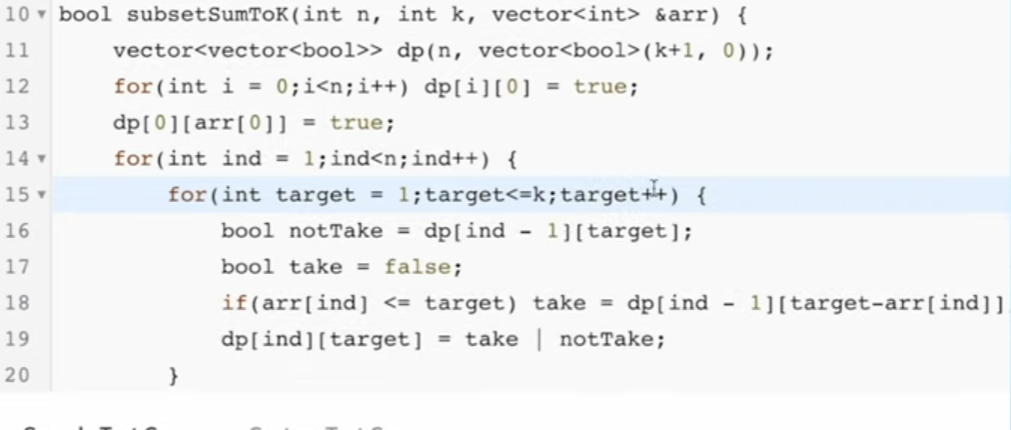 10 bool subsetSumToK(int n, int k, vector<int> &arr) {
11 vector<vector<bool>> dp(n, vector<bool>(k+1, 0));
12 for(int i = 0;i<n;i++) dp[i][0] = true;
13 dp[0][arr[0]] = true;
14 for(int ind = 1;ind<n;ind++) {
15 for(int target = 1;target<=k;target++) {
16 bool notTake = dp[ind - 1][target];
17 bool take = false;
18 if(arr[ind] <= target) take = dp[ind - 1][target-arr[ind]]
19 dp[ind][target] = take | notTake;
20 }